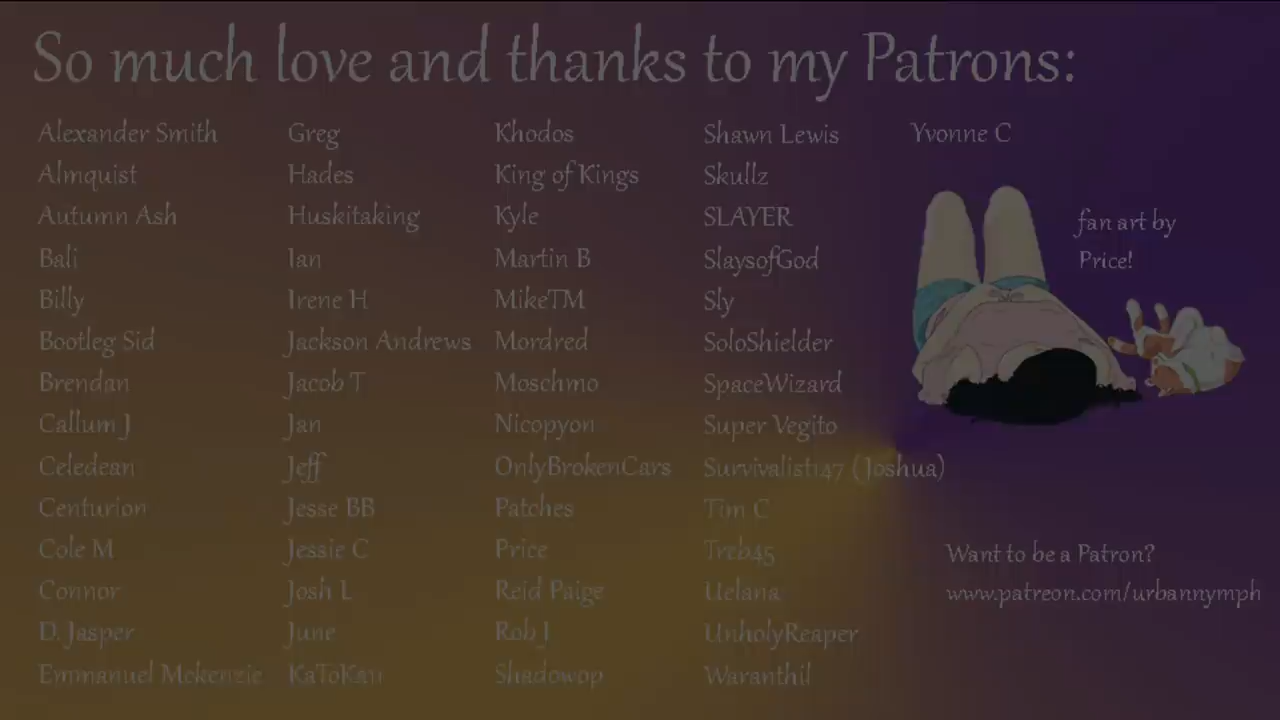 So much love and thanks to my Patrons:
Alexander Smith
Almquist
Autumn Ash
Bali
Billy
Bootleg Sid
Brendan
Callum J
Celedean
Centurion
Cole M
Connor
D. Jasper
Emmanuel Mckenzie
Greg
Hades
Huskitaking
Ian
Irene H
Jackson Andrews
Jacob T
Jan
Jeff
Jesse BB
Jessie C
Josh L
June
KaToKan
Khodos
King of Kings
Kyle
Martin B
MikeTM
Mordred
Moschmo
Nicopyon
OnlyBrokenCars
Patches
Price
Reid Paige
Rob J
Shadowop
Shawn Lewis
Skullz
SLAYER
SlaysofGod
Sly
SoloShielder
SpaceWizard
Super Vegito
Survivalist147 (Joshua)
Tim C
Treb45
Uelana
UnholyReaper
Waranthil
Yvonne C
fan art by
Price!
Want to be a Patron?
www.patreon.com/urbannymph